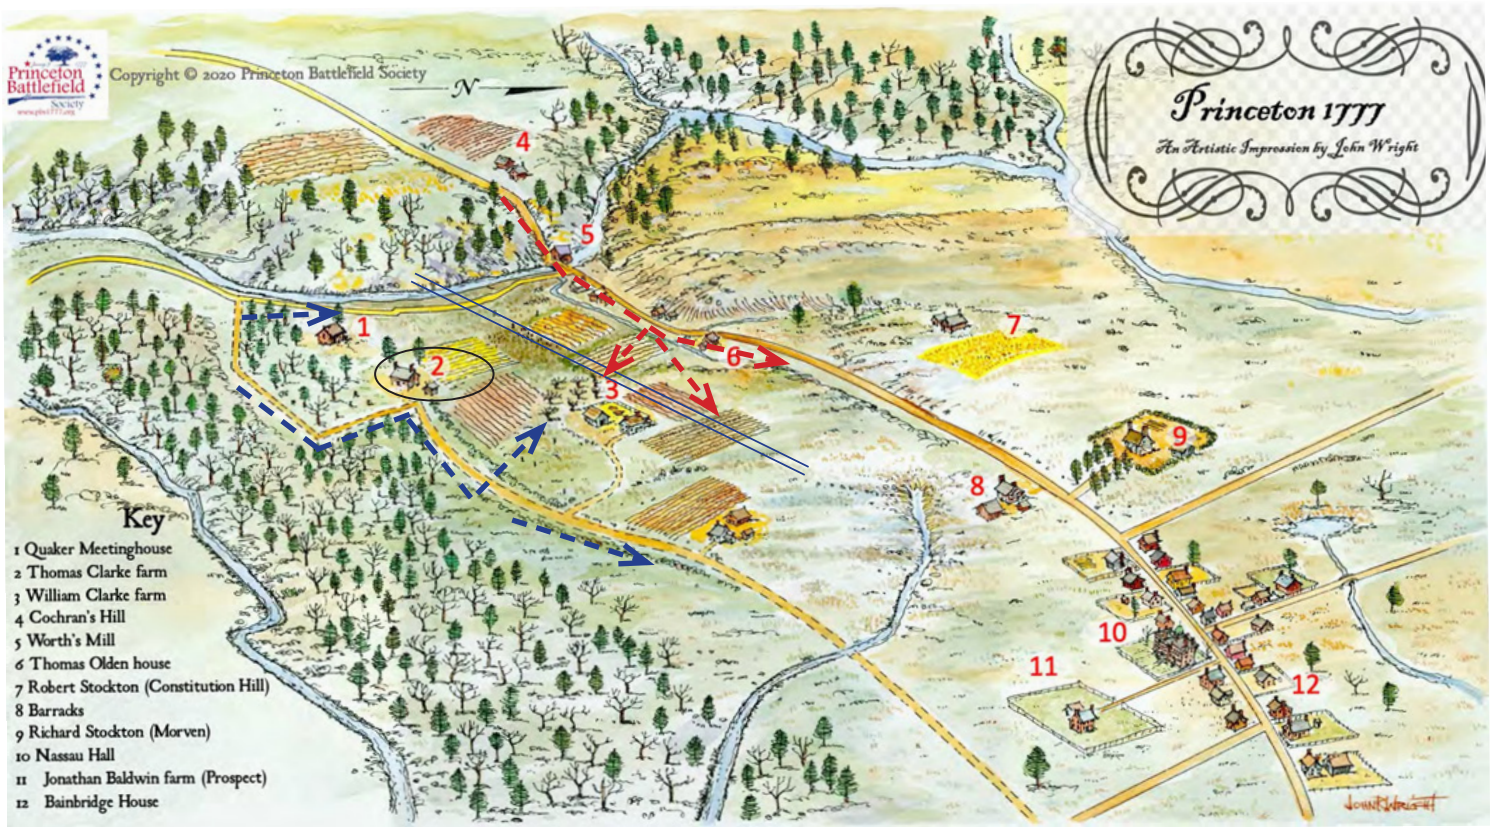 Princeton
Battlefield
Society
www.pbs1777.org
Copyright © 2020 Princeton Battlefield Society
N
Princeton 1777
An Artistic Impression by John Wright
4
5
1
2
3
6
7
8
9
10
11
12
Key
1 Quaker Meetinghouse
2 Thomas Clarke farm
3 William Clarke farm
4 Cochran's Hill
5 Worth's Mill
6 Thomas Olden house
7 Robert Stockton (Constitution Hill)
8 Barracks
9 Richard Stockton (Morven)
10 Nassau Hall
11 Jonathan Baldwin farm (Prospect)
12 Bainbridge House
JOHN R WRIGHT